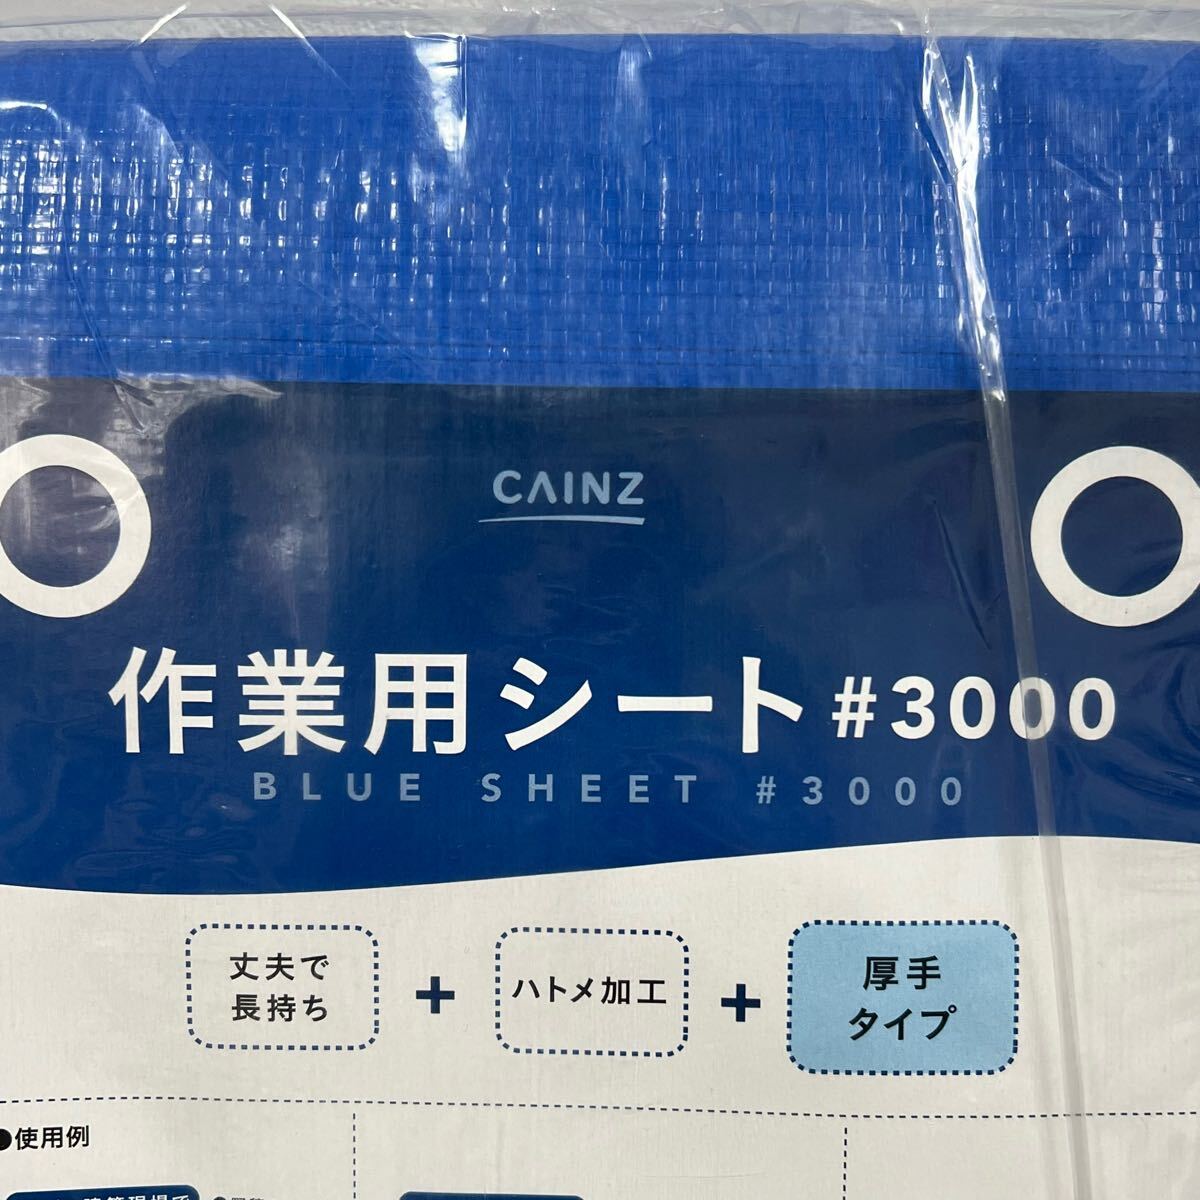 CAINZ
作業用シート #3000
BLUE SHEET #3000
丈夫で
長持ち
+
ハトメ加工
+
厚手
タイプ
●使用例